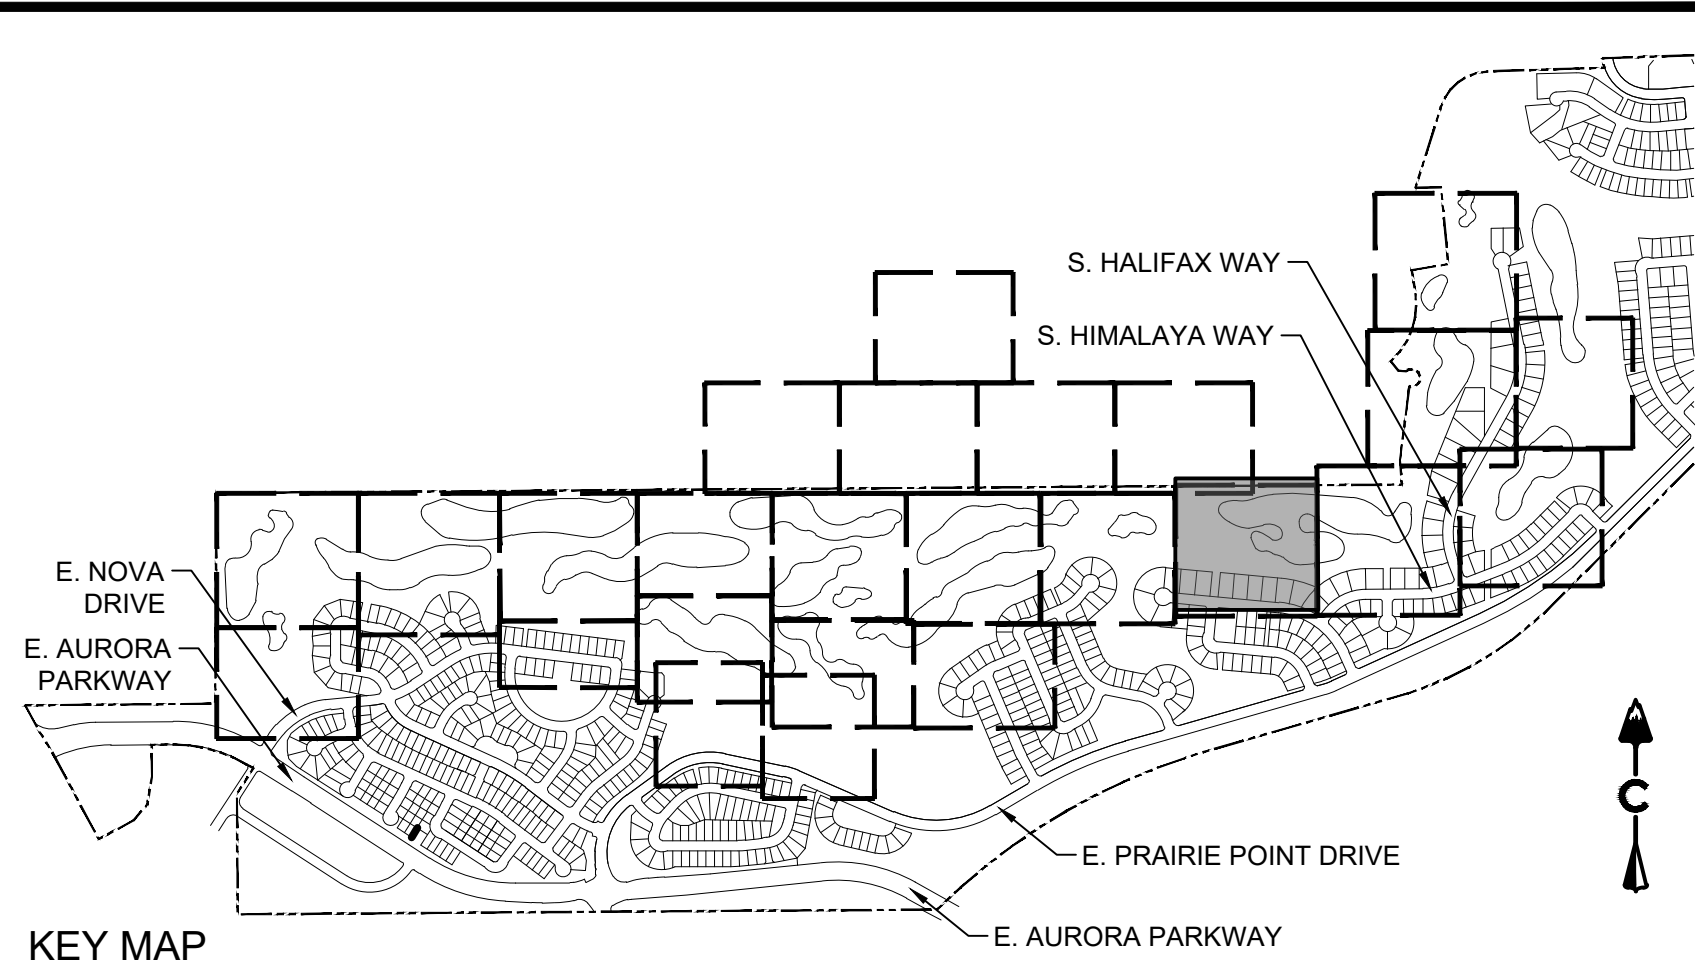 S. HALIFAX WAY
S. HIMALAYA WAY
E. NOVA
DRIVE
E. AURORA
PARKWAY
C
E. PRAIRIE POINT DRIVE
E. AURORA PARKWAY
KEY MAP